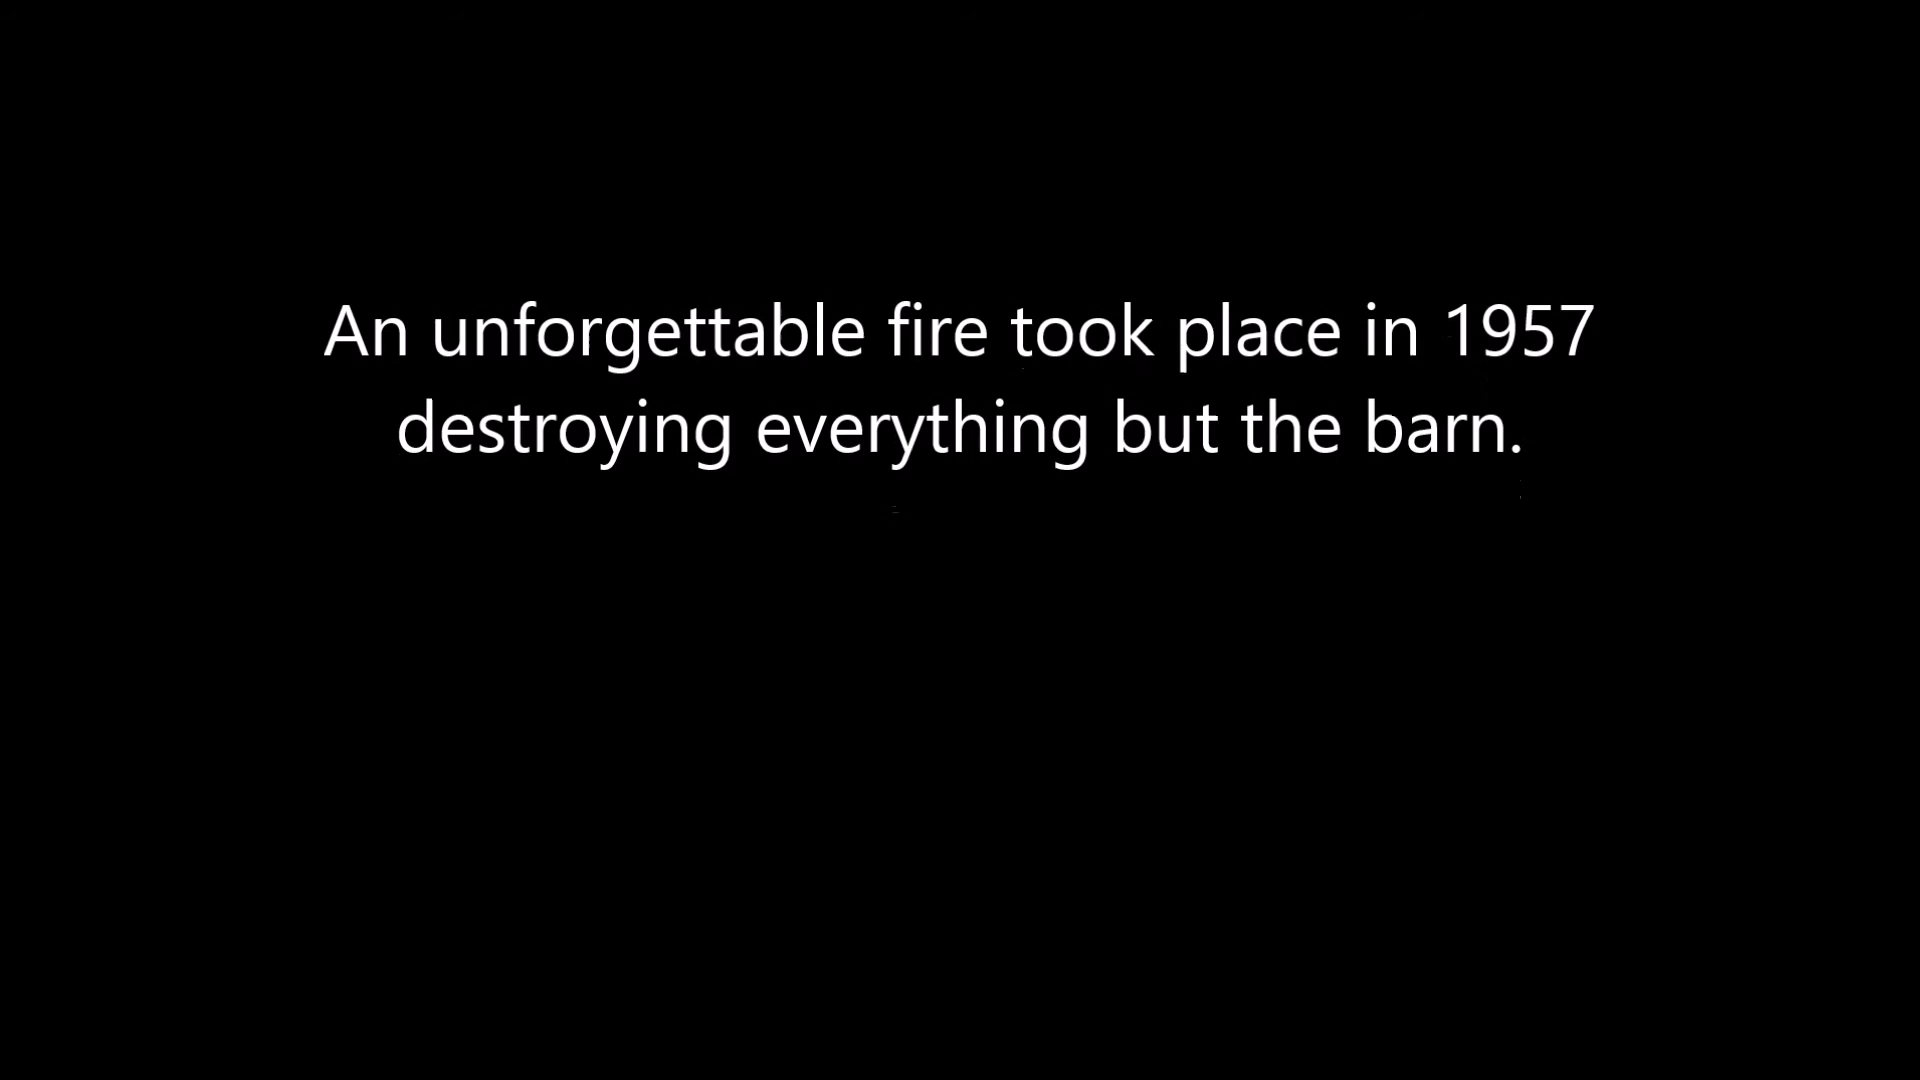 An unforgettable fire took place in 1957
destroying everything but the barn.